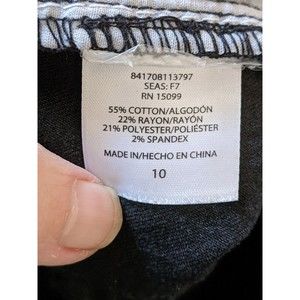 841708113797
SEAS: F7
RN 15099
55% COTTON/ALGODÓN
22% RAYON/RAYÓN
21% POLYESTER/POLIÉSTER
2% SPANDEX
MADE IN/HECHO EN CHINA
10